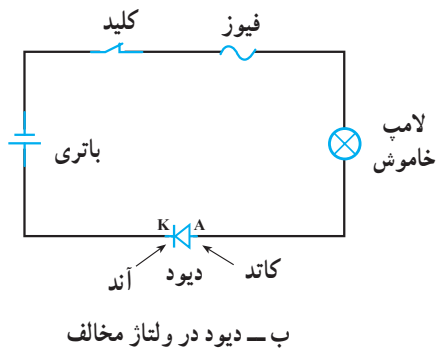 کلید
فیوز
باتری
لامپ
خاموش
K
A
آند
دیود
کاتد
ب ــ دیود در ولتاژ مخالف